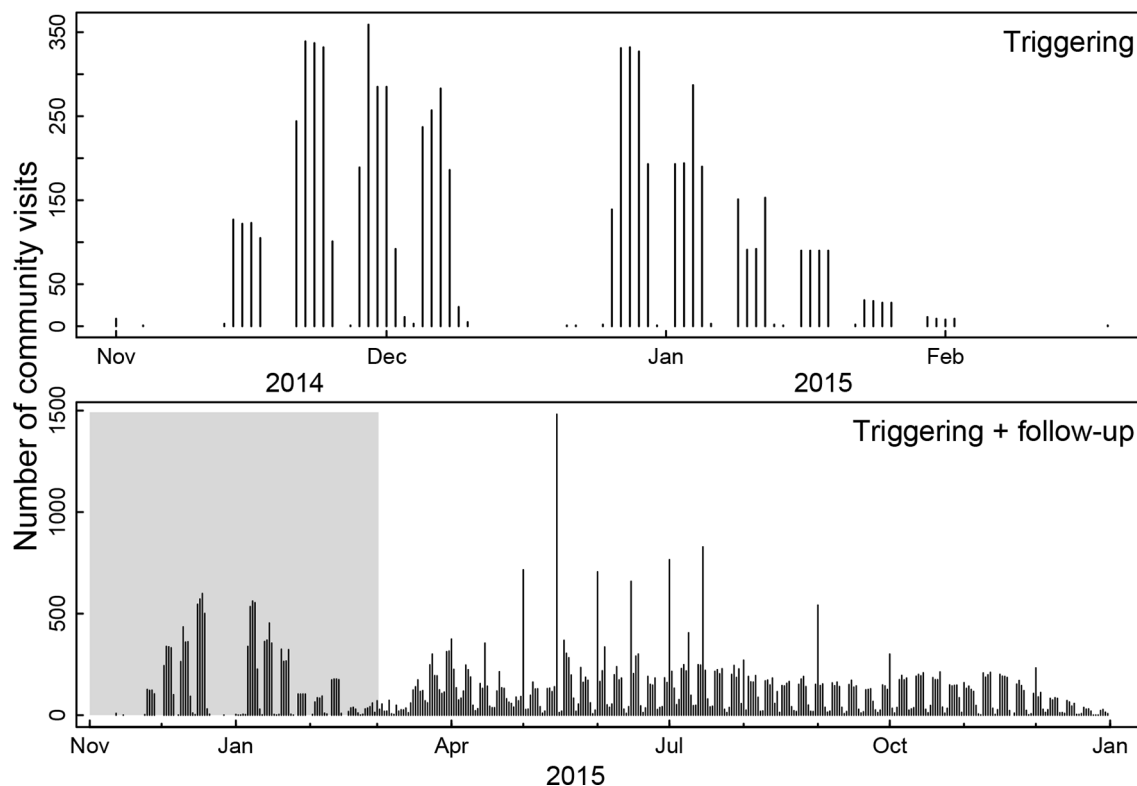 Number of community visits
Triggering
350
250
150
50
0
Nov Dec Jan Feb
2014 2015
Triggering + follow-up
1500
1000
500
0
Nov Jan Apr Jul Oct Jan
2015